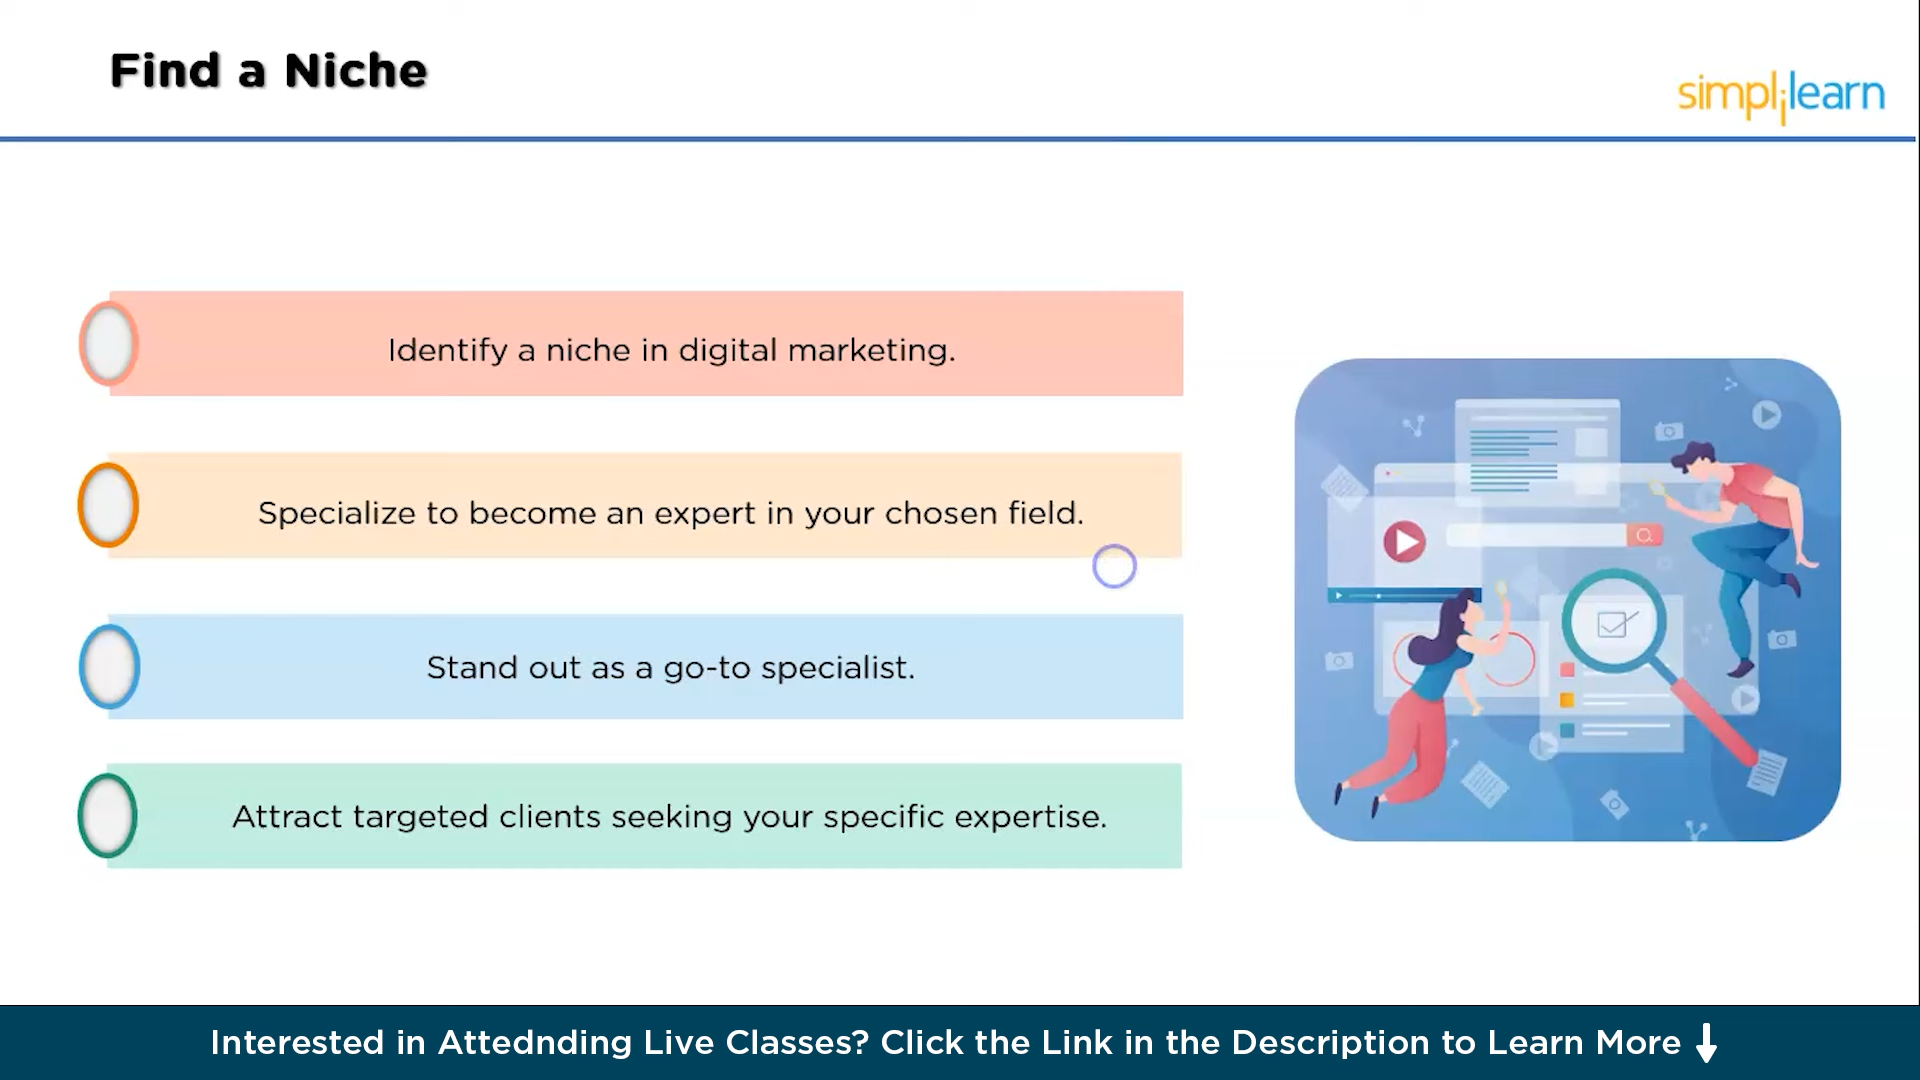 Find a Niche
simplilearn
Identify a niche in digital marketing.
Specialize to become an expert in your chosen field.
Stand out as a go-to specialist.
Attract targeted clients seeking your specific expertise.
Interested in Attednding Live Classes? Click the Link in the Description to Learn More